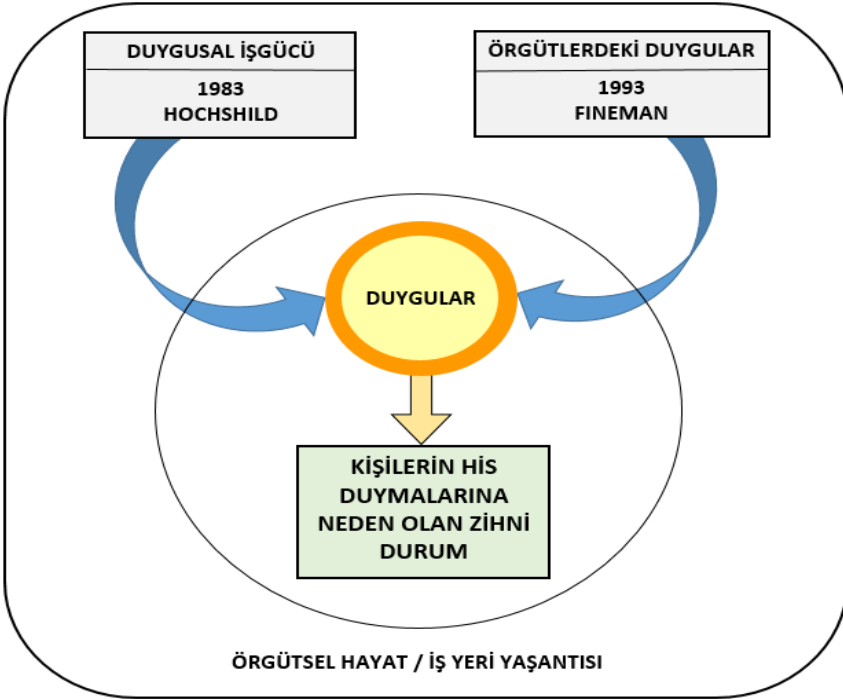 DUYGUSAL İŞGÜCÜ
1983
HOCHSHILD
ÖRGÜTLERDEKİ DUYGULAR
1993
FINEMAN
DUYGULAR
KİŞİLERİN HİS
DUYMALARINA
NEDEN OLAN ZİHNİ
DURUM
ÖRGÜTSEL HAYAT / İŞ YERİ YAŞANTISI